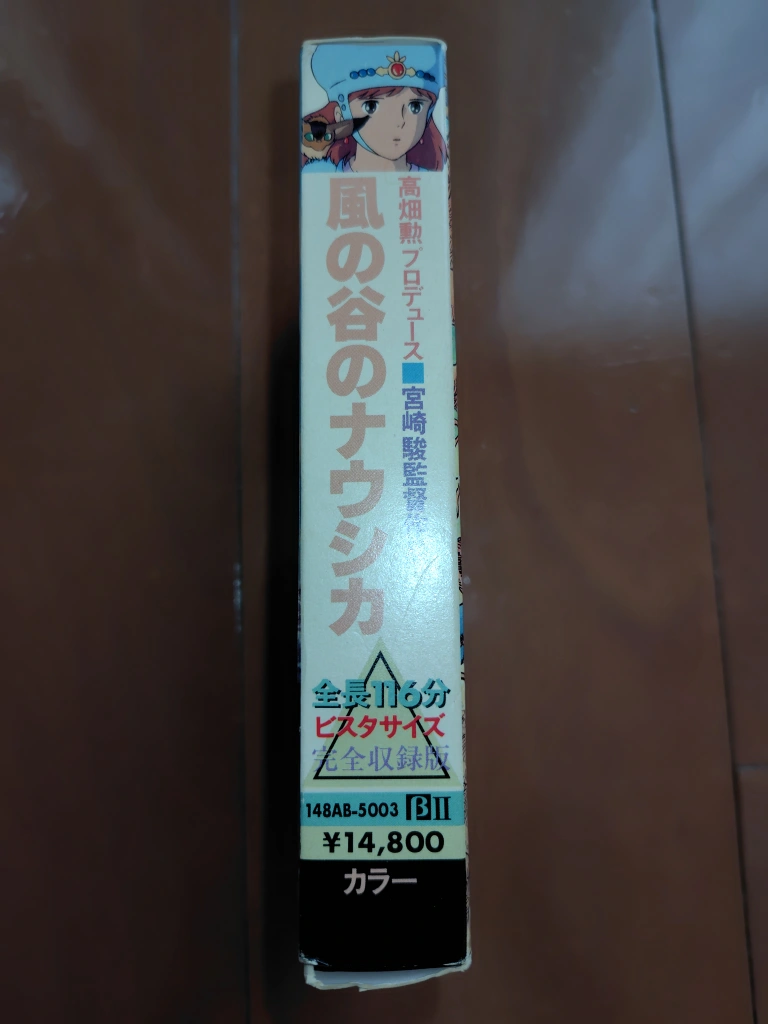 風の谷のナウシカ
高畑勲プロデュース■宮崎駿監督作品
全長116分
ビスタサイズ
完全収録版
148AB-5003 βII
¥14,800
カラー